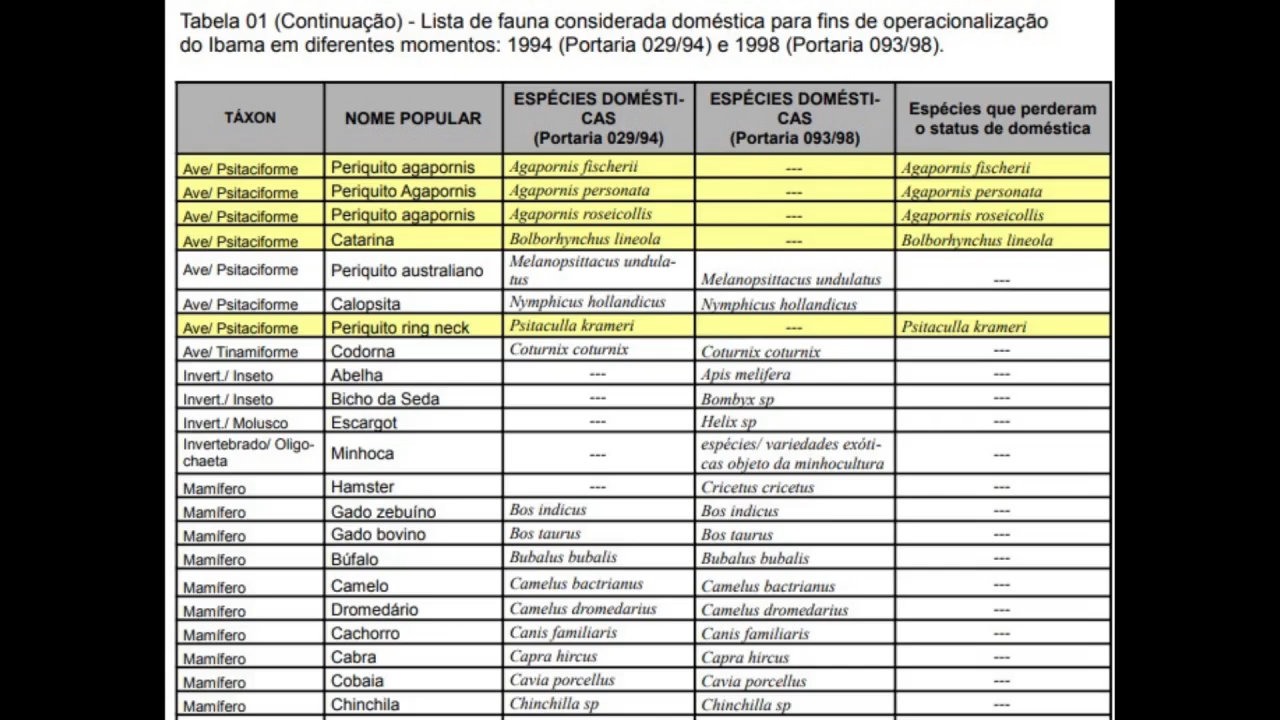 Tabela 01 (Continuação) - Lista de fauna considerada doméstica para fins de operacionalização
do Ibama em diferentes momentos: 1994 (Portaria 029/94) e 1998 (Portaria 093/98).
TÁXON NOME POPULAR ESPÉCIES DOMÉSTI-
CAS
(Portaria 029/94) ESPÉCIES DOMÉSTI-
CAS
(Portaria 093/98) Espécies que perderam
o status de doméstica
Ave/ Psitaciforme Periquito agapornis Agapornis fischerii --- Agapornis fischerii
Ave/ Psitaciforme Periquito Agapornis Agapornis personata --- Agapornis personata
Ave/ Psitaciforme Periquito agapornis Agapornis roseicollis --- Agapornis roseicollis
Ave/ Psitaciforme Catarina Bolborhynchus lineola --- Bolborhynchus lineola
Ave/ Psitaciforme Periquito australiano Melanopsittacus undula-
tus Melanopsittacus undulatus ---
Ave/ Psitaciforme Calopsita Nymphicus hollandicus Nymphicus hollandicus
Ave/ Psitaciforme Periquito ring neck Psitaculla krameri --- Psitaculla krameri
Ave/ Tinamiforme Codorna Coturnix coturnix Coturnix coturnix ---
Invert./ Inseto Abelha --- Apis melifera ---
Invert./ Inseto Bicho da Seda --- Bombyx sp ---
Invert./ Molusco Escargot --- Helix sp ---
Invertebrado/ Oligo-
chaeta Minhoca --- espécies/ variedades exóti-
cas objeto da minhocultura ---
Mamífero Hamster --- Cricetus cricetus ---
Mamífero Gado zebuíno Bos indicus Bos indicus ---
Mamífero Gado bovino Bos taurus Bos taurus ---
Mamífero Búfalo Bubalus bubalis Bubalus bubalis ---
Mamífero Camelo Camelus bactrianus Camelus bactrianus ---
Mamífero Dromedário Camelus dromedarius Camelus dromedarius ---
Mamífero Cachorro Canis familiaris Canis familiaris ---
Mamífero Cabra Capra hircus Capra hircus ---
Mamífero Cobaia Cavia porcellus Cavia porcellus ---
Mamífero Chinchila Chinchilla sp Chinchilla sp ---